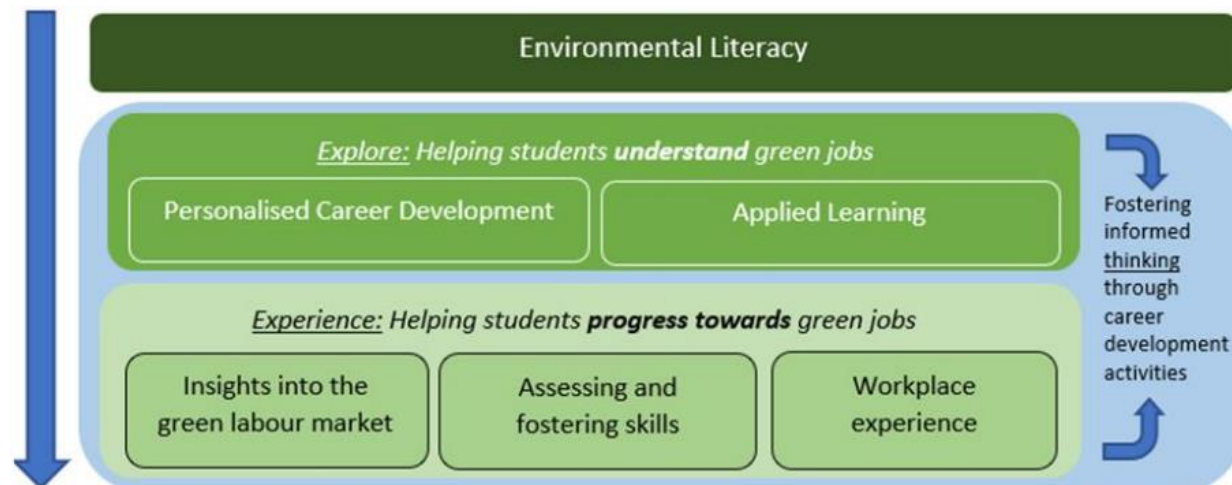 Environmental Literacy
Explore: Helping students understand green jobs
Personalised Career Development
Applied Learning
Experience: Helping students progress towards green jobs
Insights into the
green labour market
Assessing and
fostering skills
Workplace
experience
Fostering
informed
thinking
through
career
development
activities